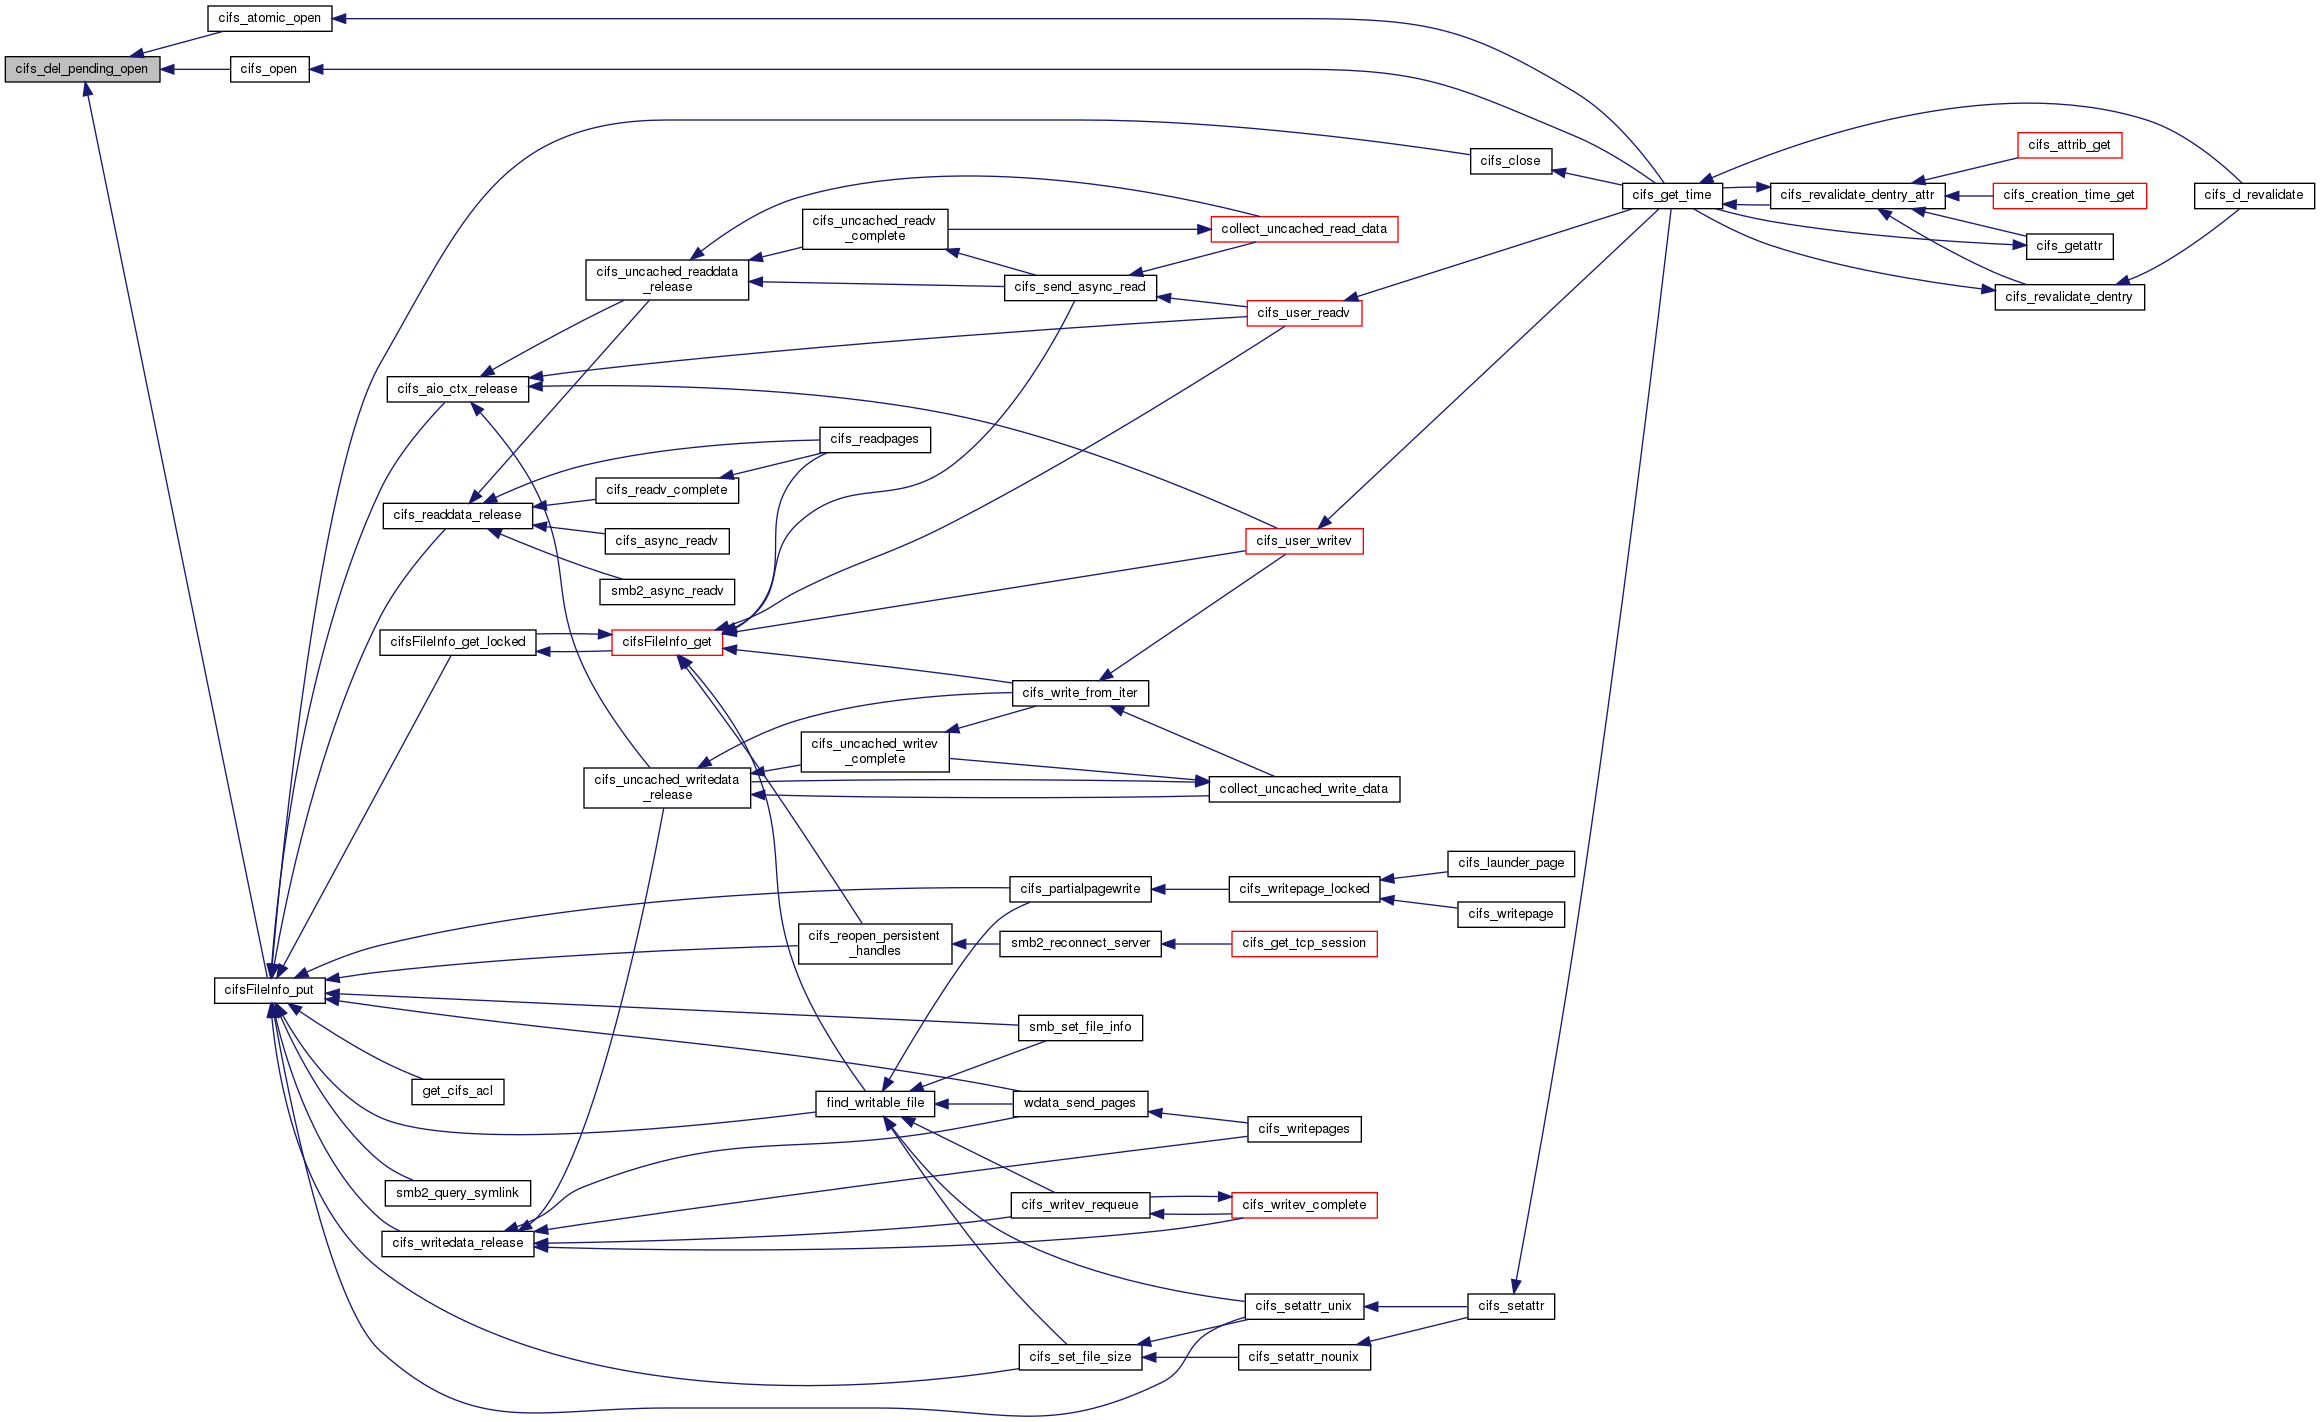 cifs_atomic_open
cifs_del_pending_open
cifs_open
cifs_close
cifs_attrib_get
cifs_get_time
cifs_revalidate_dentry_attr
cifs_creation_time_get
cifs_d_revalidate
cifs_uncached_readv
_complete
collect_uncached_read_data
cifs_getattr
cifs_uncached_readdata
_release
cifs_send_async_read
cifs_revalidate_dentry
cifs_user_readv
cifs_aio_ctx_release
cifs_readpages
cifs_readv_complete
cifs_readdata_release
cifs_async_readv
cifs_user_writev
smb2_async_readv
cifsFileInfo_get_locked
cifsFileInfo_get
cifs_write_from_iter
cifs_uncached_writev
_complete
cifs_uncached_writedata
_release
collect_uncached_write_data
cifs_launder_page
cifs_partialpagewrite
cifs_writepage_locked
cifs_writepage
cifs_reopen_persistent
_handles
smb2_reconnect_server
cifs_get_tcp_session
cifsFileInfo_put
smb_set_file_info
get_cifs_acl
find_writable_file
wdata_send_pages
cifs_writepages
smb2_query_symlink
cifs_writev_requeue
cifs_writev_complete
cifs_writedata_release
cifs_setattr_unix
cifs_setattr
cifs_set_file_size
cifs_setattr_nounix